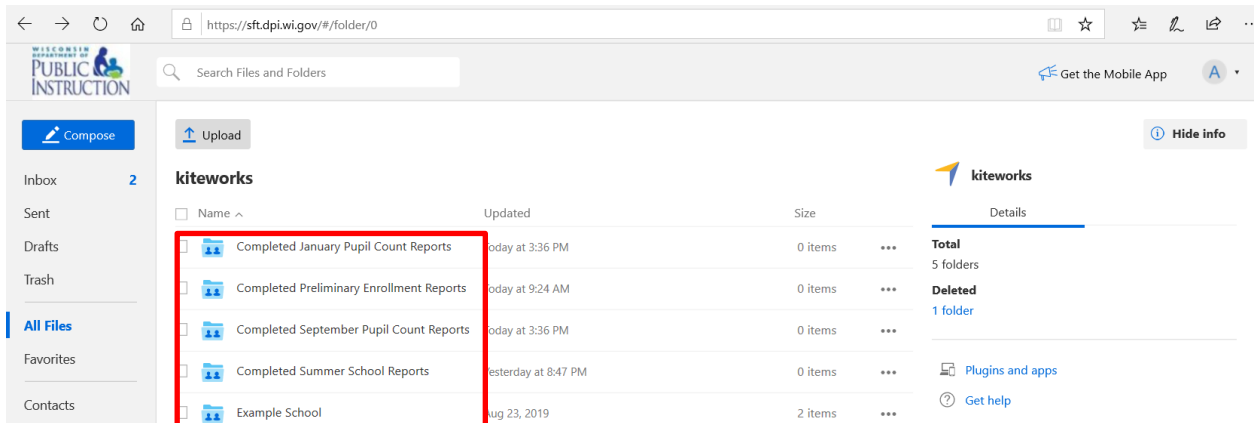 https://sft.dpi.wi.gov/#/folder/0
WISCONSIN
DEPARTMENT OF
PUBLIC
INSTRUCTION
Search Files and Folders
Get the Mobile App
A
Compose
Upload
Hide info
Inbox 2
kiteworks
kiteworks
Sent
Name Updated Size
Details
Drafts
Completed January Pupil Count Reports oday at 3:36 PM 0 items
Total
5 folders
Trash
Completed Preliminary Enrollment Reports oday at 9:24 AM 0 items
Deleted
1 folder
All Files
Completed September Pupil Count Reports oday at 3:36 PM 0 items
Favorites
Completed Summer School Reports esterday at 8:47 PM 0 items
Plugins and apps
Contacts
Example School ug 23, 2019 2 items
Get help